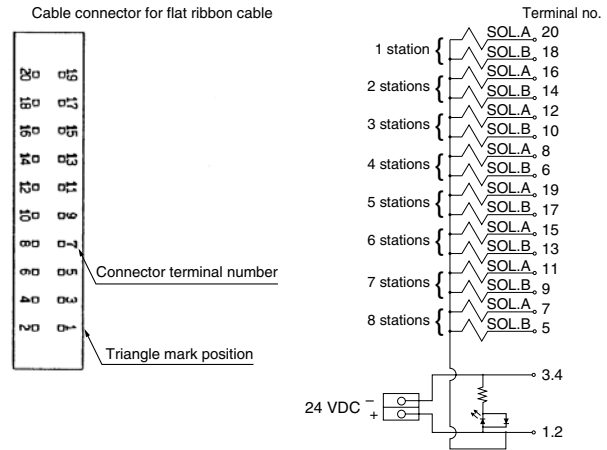 Cable connector for flat ribbon cable
20 19
18 17
16 15
14 13
12 11
10 9
8 7
6 5
4 3
2 1
Connector terminal number
Triangle mark position
Terminal no.
1 station { SOL.A 20
SOL.B 18
2 stations { SOL.A 16
SOL.B 14
3 stations { SOL.A 12
SOL.B 10
4 stations { SOL.A 8
SOL.B 6
5 stations { SOL.A 19
SOL.B 17
6 stations { SOL.A 15
SOL.B 13
7 stations { SOL.A 11
SOL.B 9
8 stations { SOL.A 7
SOL.B 5
3.4
24 VDC − +
1.2